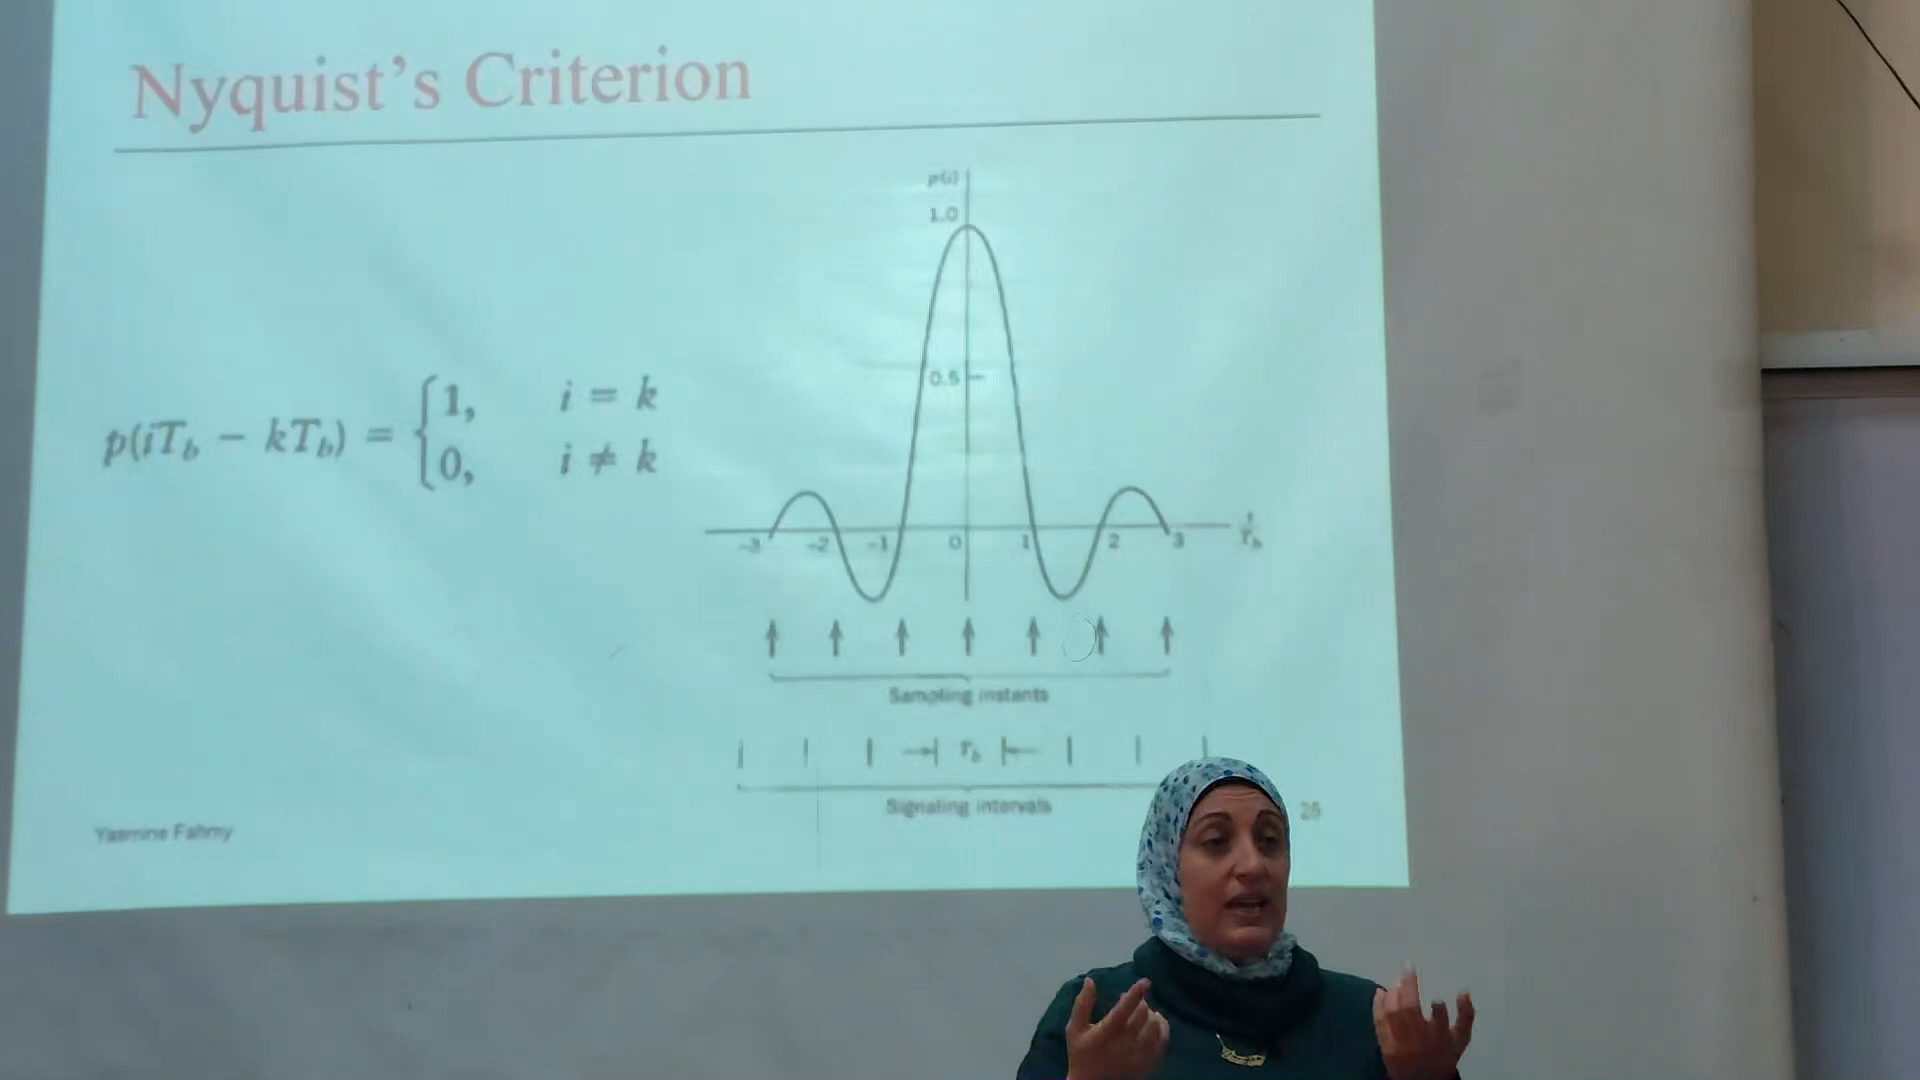 Nyquist's Criterion
p(t)
1.0
0.5
p(iT_b − kT_b) = { 1, i = k
0, i ≠ k
-3 -2 -1 0 1 2 3 t/T_b
Sampling instants
T_b
Signaling intervals
Yasmine Fahmy
25